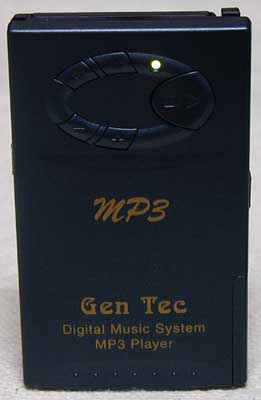 MP3
Gen Tec
Digital Music System
MP3 Player